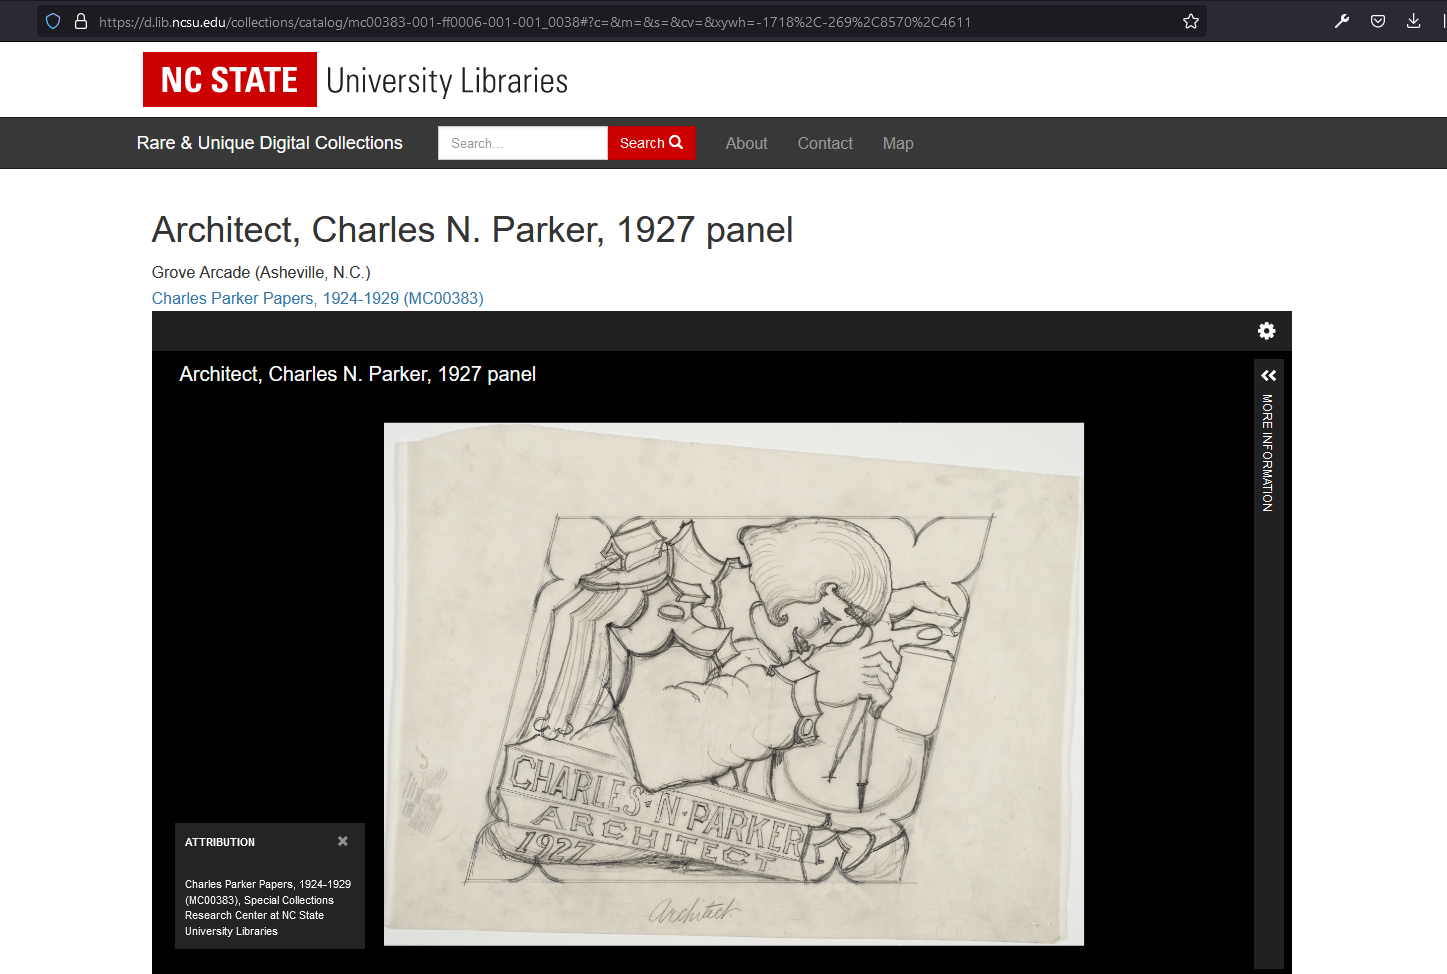 https://d.lib.ncsu.edu/collections/catalog/mc00383-001-ff0006-001-001_0038#?c=&m=&s=&cv=&xywh=-1718%2C-269%2C8570%2C4611
NC STATE University Libraries
Rare & Unique Digital Collections
Search...
Search
About
Contact
Map
Architect, Charles N. Parker, 1927 panel
Grove Arcade (Asheville, N.C.)
Charles Parker Papers, 1924-1929 (MC00383)
Architect, Charles N. Parker, 1927 panel
MORE INFORMATION
CHARLES · N · PARKER
ARCHITECT
1927
Architect
ATTRIBUTION
Charles Parker Papers, 1924-1929
(MC00383), Special Collections
Research Center at NC State
University Libraries